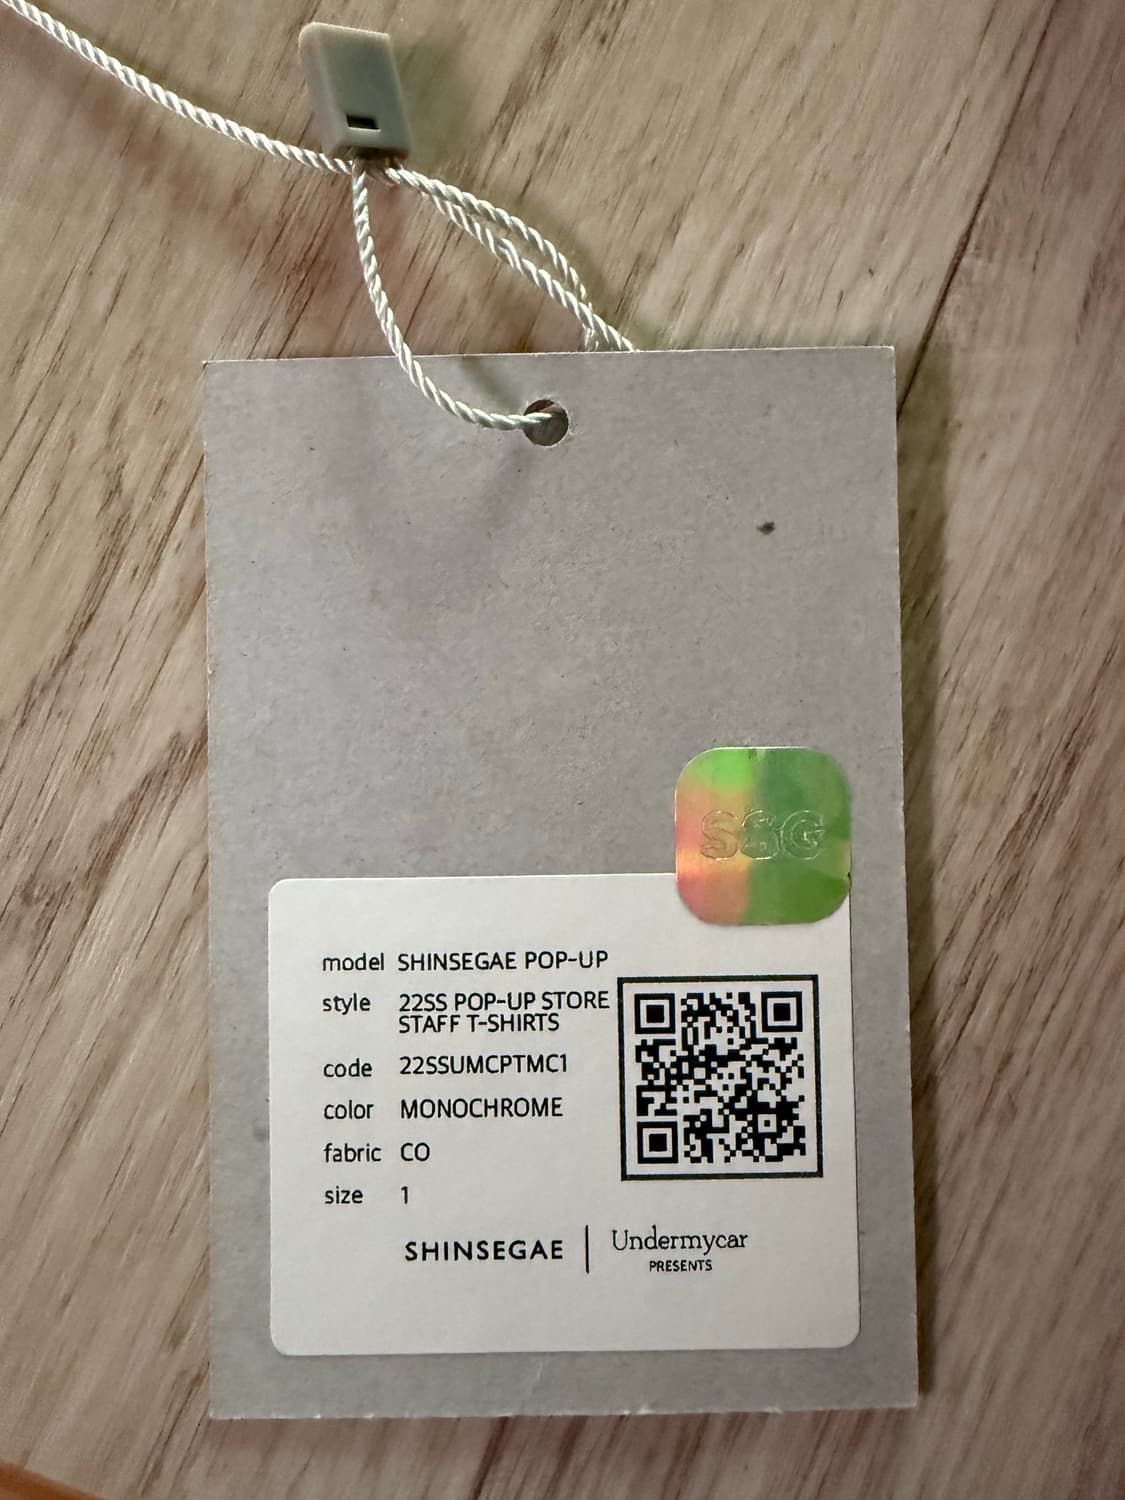 SSG
model SHINSEGAE POP-UP
style 22SS POP-UP STORE
STAFF T-SHIRTS
code 22SSUMCPTMC1
color MONOCHROME
fabric CO
size 1
SHINSEGAE | Undermycar
PRESENTS